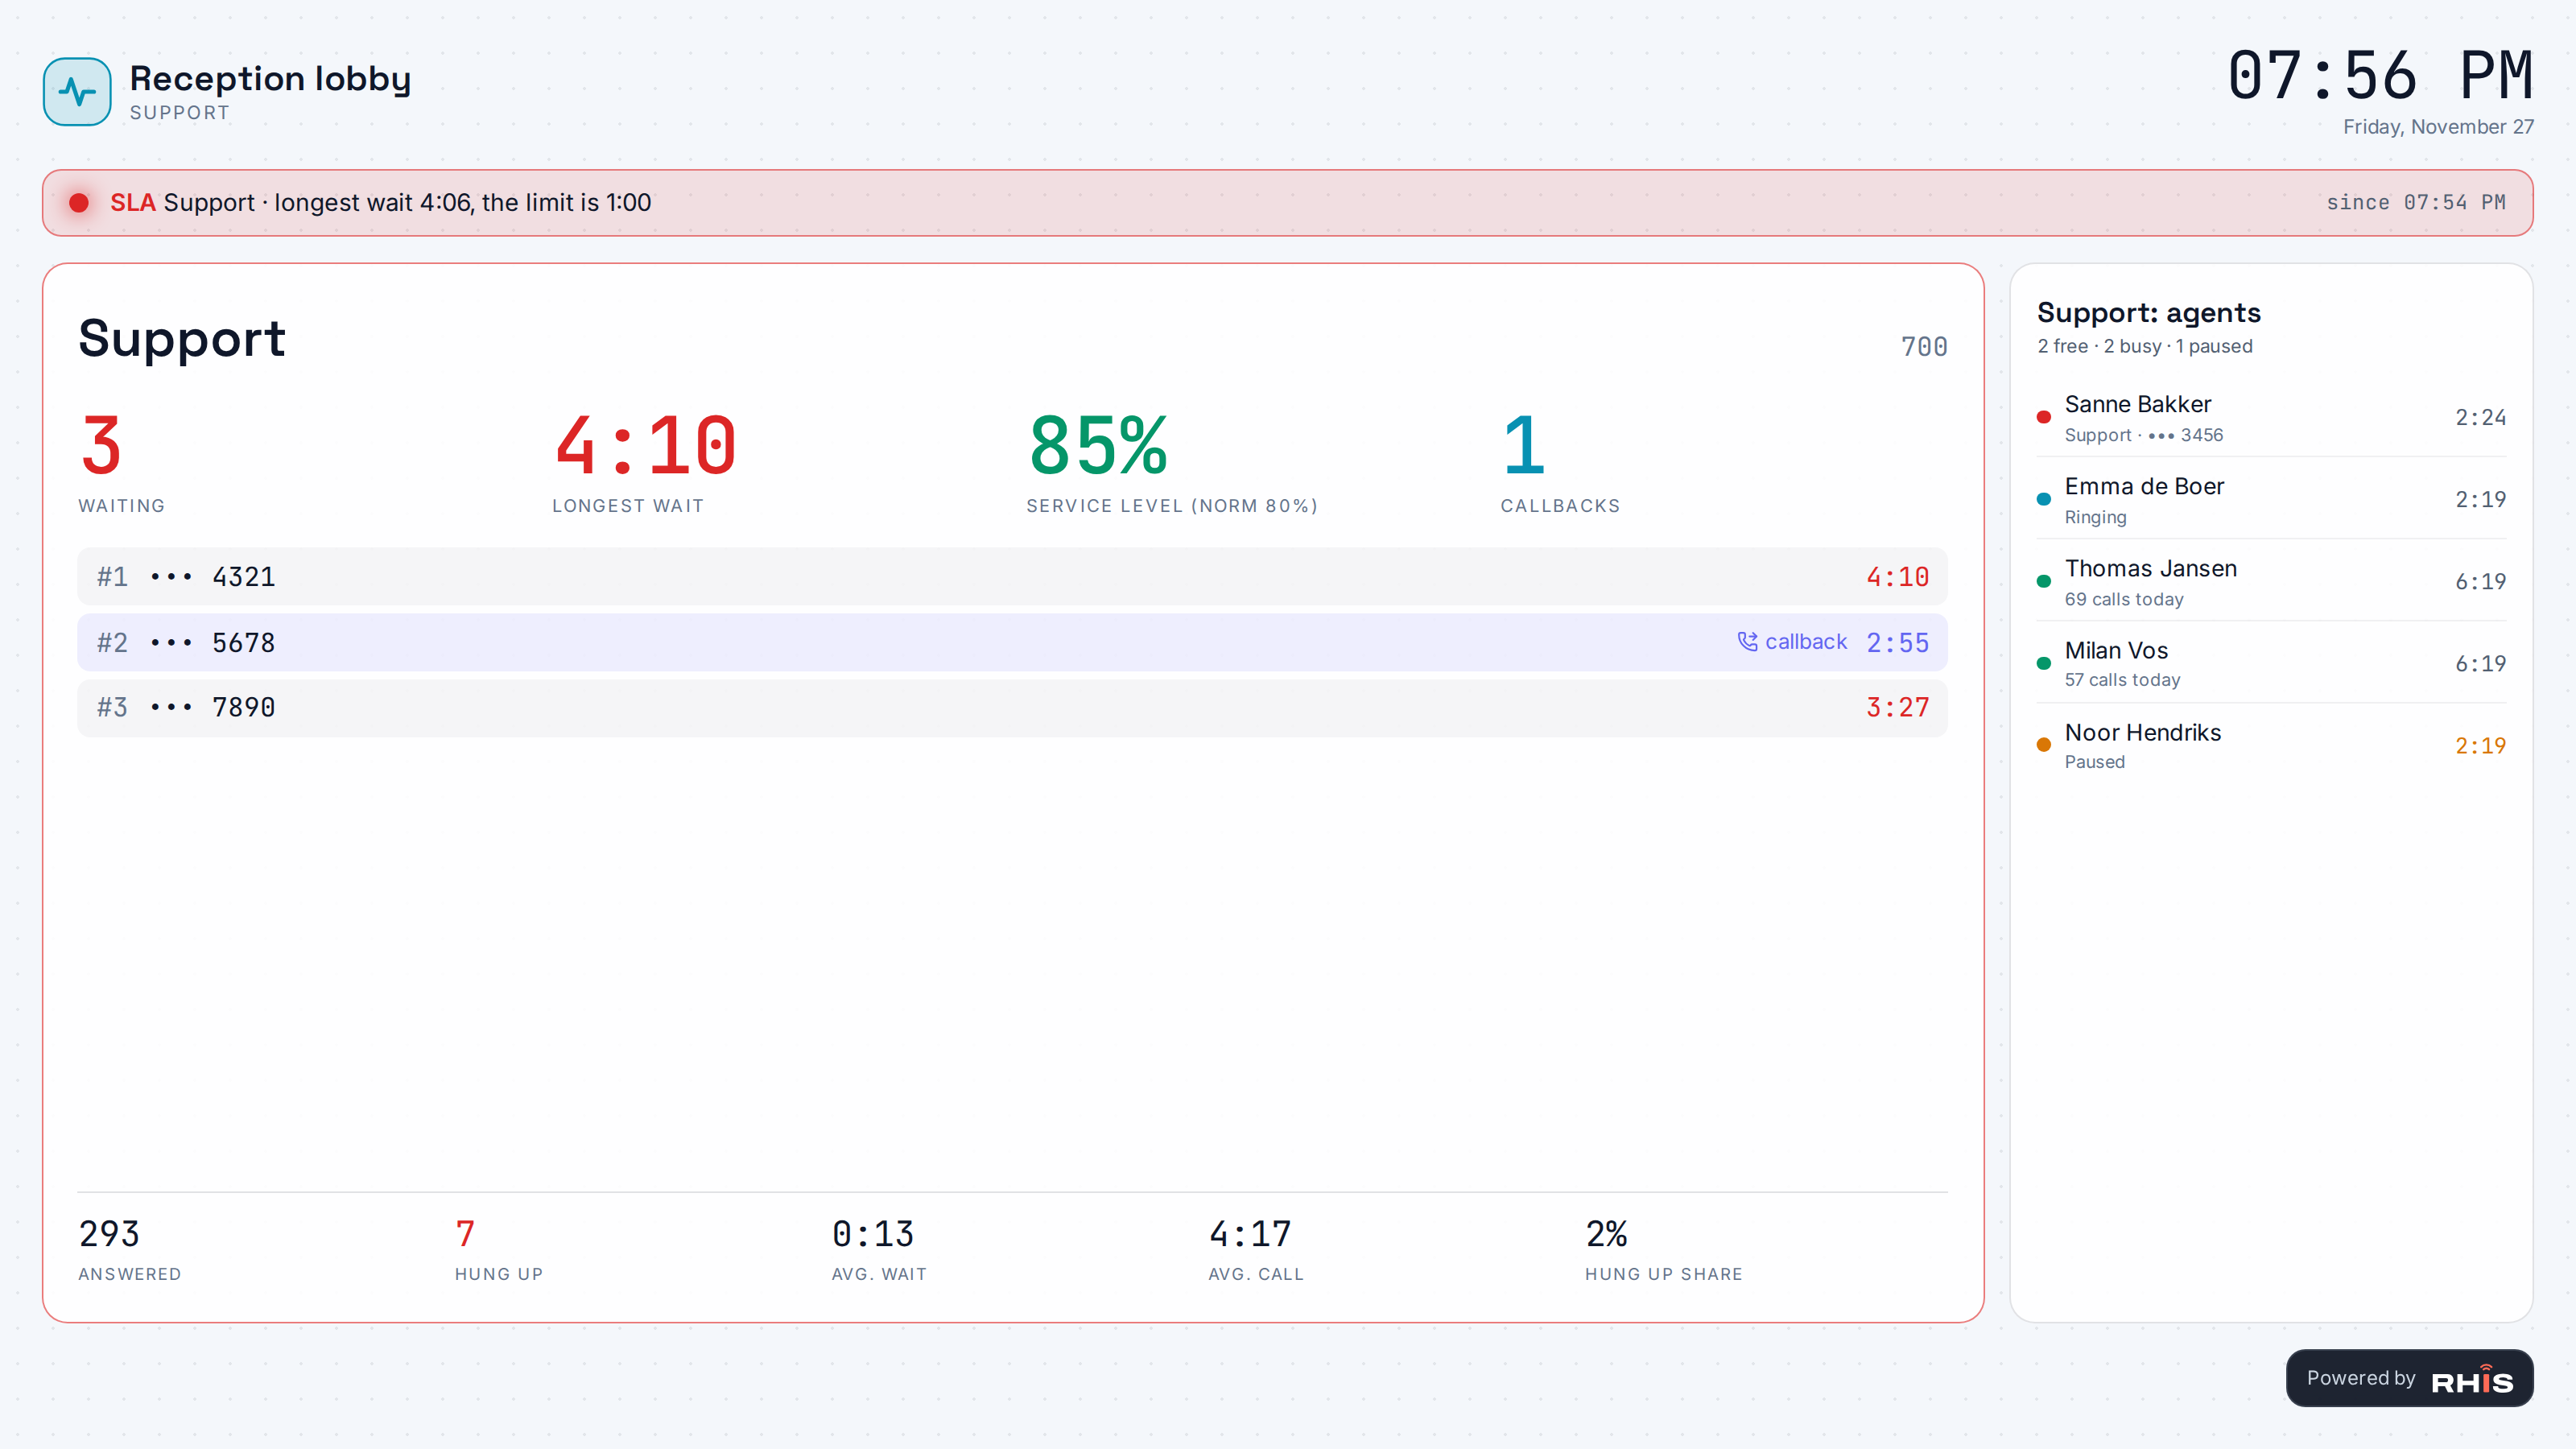 Reception lobby
SUPPORT
07:56 PM
Friday, November 27
SLA Support · longest wait 4:06, the limit is 1:00
since 07:54 PM
Support
700
3
WAITING
4:10
LONGEST WAIT
85%
SERVICE LEVEL (NORM 80%)
1
CALLBACKS
#1 ••• 4321 4:10
#2 ••• 5678 callback 2:55
#3 ••• 7890 3:27
293
ANSWERED
7
HUNG UP
0:13
AVG. WAIT
4:17
AVG. CALL
2%
HUNG UP SHARE
Support: agents
2 free · 2 busy · 1 paused
Sanne Bakker
Support · ••• 3456
2:24
Emma de Boer
Ringing
2:19
Thomas Jansen
69 calls today
6:19
Milan Vos
57 calls today
6:19
Noor Hendriks
Paused
2:19
Powered by RHiS